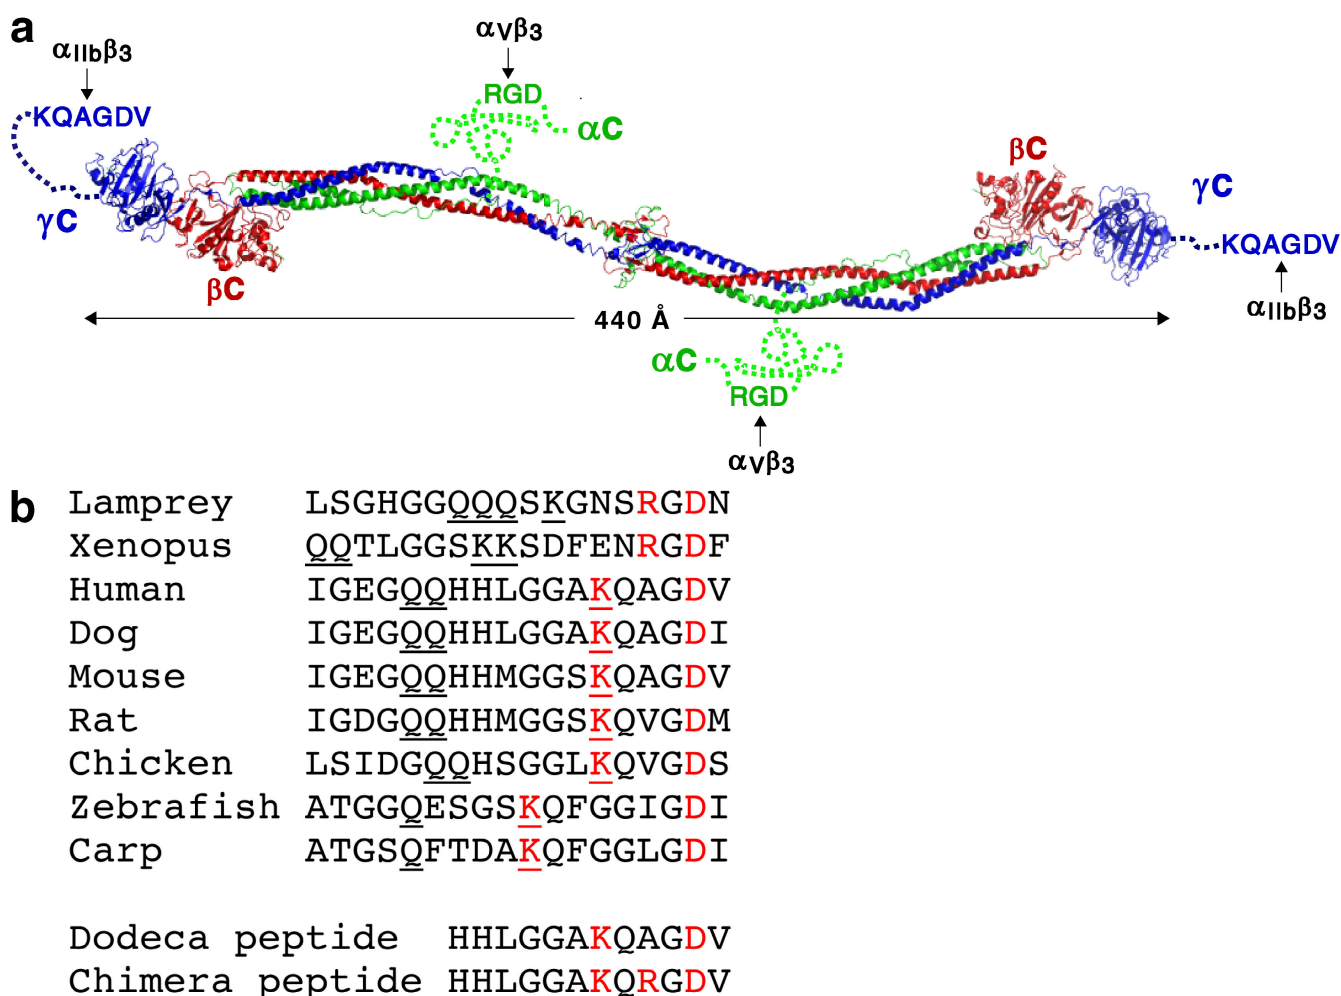 a
αIIbβ3
αVβ3
KQAGDV
RGD
αC
γC
βC
βC
γC
KQAGDV
αIIbβ3
440 Å
αC
RGD
αVβ3
b
Lamprey LSGHGGQQQSKGNSRGDN
Xenopus QQTLGGSKKSDFENRGDF
Human IGEGQQHHLGGAKQAGDV
Dog IGEGQQHHLGGAKQAGDI
Mouse IGEGQQHHMGGSKQAGDV
Rat IGDGQQHHMGGSKQVGDM
Chicken LSIDGQQHSGGLKQVGDS
Zebrafish ATGGQESGSKQFGGIGDI
Carp ATGSQFTDAKQFGGLGDI
Dodeca peptide HHLGGAKQAGDV
Chimera peptide HHLGGAKQRGDV